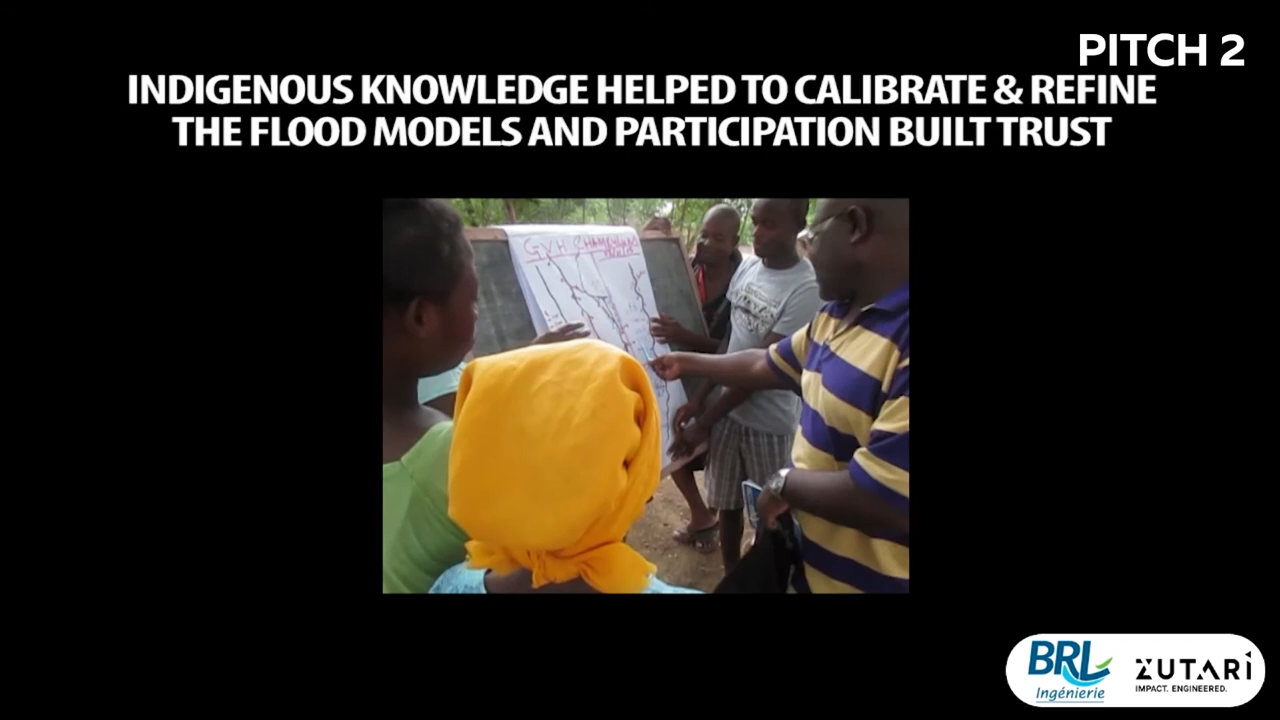 PITCH 2
INDIGENOUS KNOWLEDGE HELPED TO CALIBRATE & REFINE
THE FLOOD MODELS AND PARTICIPATION BUILT TRUST
GVH
BRL
Ingénierie
ZUTARI
IMPACT. ENGINEERED.